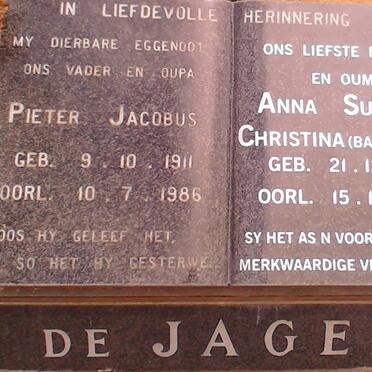 IN LIEFDEVOLLE HERINNERING
MY DIERBARE EGGENOOT
ONS VADER EN OUPA
PIETER JACOBUS
GEB. 9.10.1911
OORL. 10.7.1986
SOOS HY GELEEF HET,
SO HET HY GESTERWE
ONS LIEFSTE
EN OUM
ANNA SU
CHRISTINA (BA
GEB. 21.1
OORL. 15.1
SY HET AS N VOOR
MERKWAARDIGE V
DE JAGE